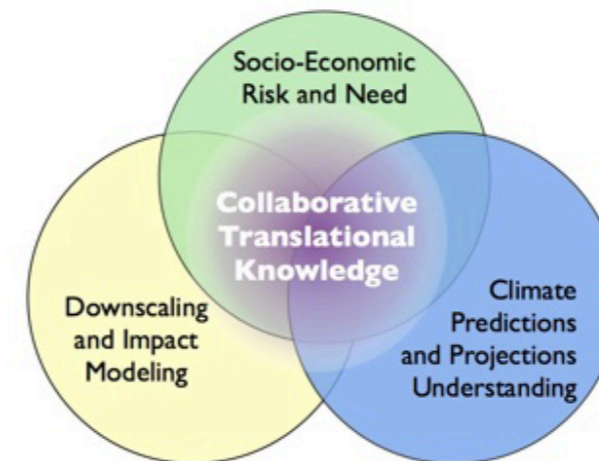 Socio-Economic
Risk and Need
Collaborative
Translational
Knowledge
Downscaling
and Impact
Modeling
Climate
Predictions
and Projections
Understanding